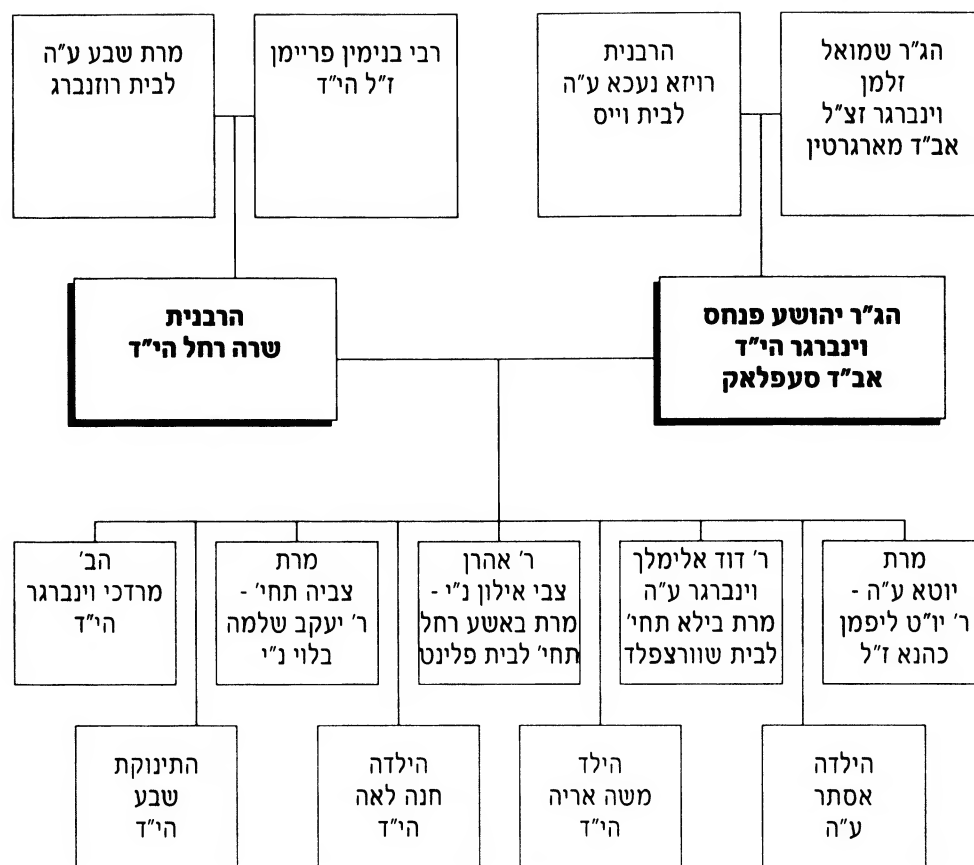 הג"ר שמואל
זלמן
וינברגר זצ"ל
אב"ד מארגרטין
הרבנית
רויזא נעכא ע"ה
לבית וייס
רבי בנימין פריימן
ז"ל הי"ד
מרת שבע ע"ה
לבית רוזנברג
הג"ר יהושע פנחס
וינברגר הי"ד
אב"ד סעפלאק
הרבנית
שרה רחל הי"ד
מרת
יוטא ע"ה -
ר' יו"ט ליפמן
כהנא ז"ל
ר' דוד אלימלך
וינברגר ע"ה
מרת בילא תחי'
לבית שוורצפלד
ר' אהרן
צבי אילון נ"י -
מרת באשע רחל
תחי' לבית פלינט
מרת
צביה תחי' -
ר' יעקב שלמה
בלוי נ"י
הב'
מרדכי וינברגר
הי"ד
הילדה
אסתר
ע"ה
הילד
משה אריה
הי"ד
הילדה
חנה לאה
הי"ד
התינוקת
שבע
הי"ד